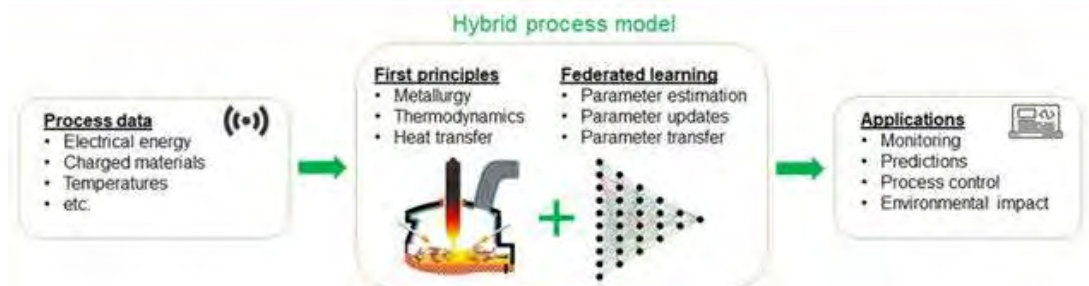 Hybrid process model
Process data
• Electrical energy
• Charged materials
• Temperatures
• etc.
First principles
• Metallurgy
• Thermodynamics
• Heat transfer
Federated learning
• Parameter estimation
• Parameter updates
• Parameter transfer
Applications
• Monitoring
• Predictions
• Process control
• Environmental impact